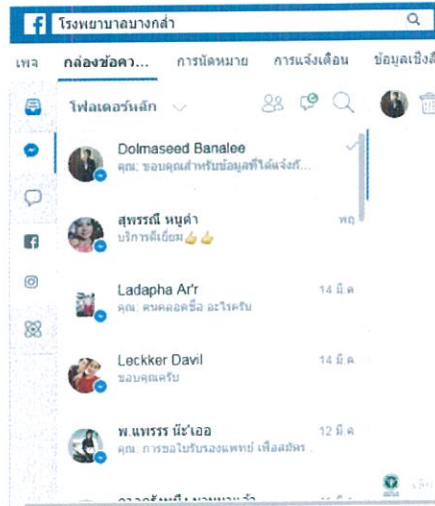 โรงพยาบาลบางกล่ำ
เพจ กล่องข้อคว... การนัดหมาย การแจ้งเตือน ข้อมูลเชิงลึ
โฟลเดอร์หลัก
Dolmaseed Banalee
คุณ: ขอบคุณสำหรับข้อมูลที่ได้แจ้งกั...
สุพรรณี หนูดำ พฤ
บริการดีเยี่ยม👍👍
Ladapha Ar'r 14 มี.ค.
คุณ: คนคลอดชื่อ อะไรครับ
Leckker Davil 14 มี.ค.
ขอบคุณครับ
พ.แพรรร น๊ะ'เออ 12 มี.ค.
คุณ: การขอใบรับรองแพทย์ เพื่อสมัคร